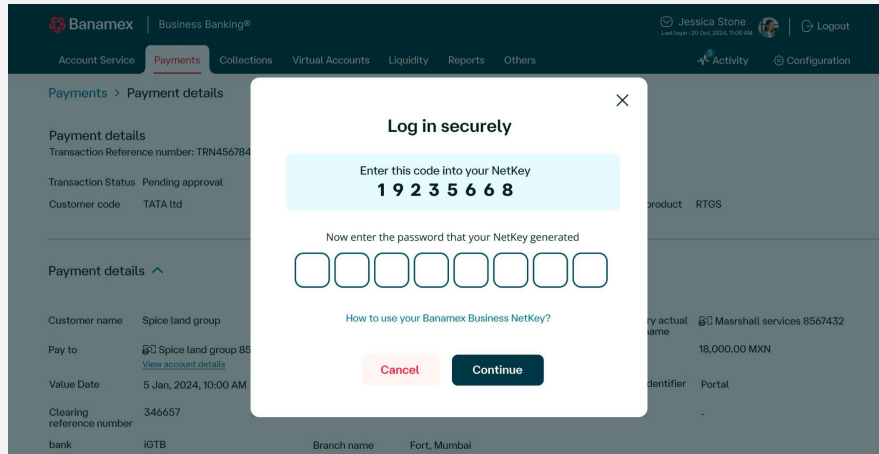 Banamex Business Banking®
Jessica Stone
Last login : 20 Oct, 2024, 11:00 AM
Logout
Account Service Payments Collections Virtual Accounts Liquidity Reports Others
3 Activity Configuration
Payments > Payment details
Payment details
Transaction Reference number: TRN456784
Transaction Status Pending approval
Customer code TATA ltd
product RTGS
Log in securely
Enter this code into your NetKey
19235668
Now enter the password that your NetKey generated
How to use your Banamex Business NetKey?
Cancel Continue
Payment details
Customer name Spice land group
ry actual
name
Masrshall services 8567432
Pay to Spice land group 85
View account details
18,000.00 MXN
Value Date 5 Jan, 2024, 10:00 AM
dentifier Portal
Clearing
reference number
346657
-
bank iGTB Branch name Fort, Mumbai